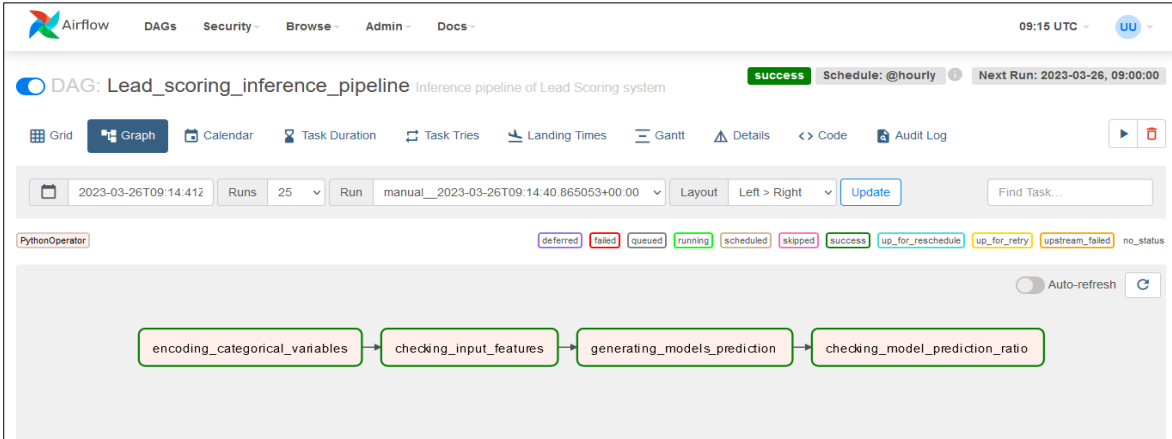 Airflow DAGs Security Browse Admin Docs 09:15 UTC UU
success Schedule: @hourly i Next Run: 2023-03-26, 09:00:00
DAG: Lead_scoring_inference_pipeline Inference pipeline of Lead Scoring system
Grid Graph Calendar Task Duration Task Tries Landing Times Gantt Details <> Code Audit Log
2023-03-26T09:14:41Z Runs 25 Run manual__2023-03-26T09:14:40.865053+00:00 Layout Left > Right Update Find Task...
PythonOperator deferred failed queued running scheduled skipped success up_for_reschedule up_for_retry upstream_failed no_status
Auto-refresh
encoding_categorical_variables checking_input_features generating_models_prediction checking_model_prediction_ratio